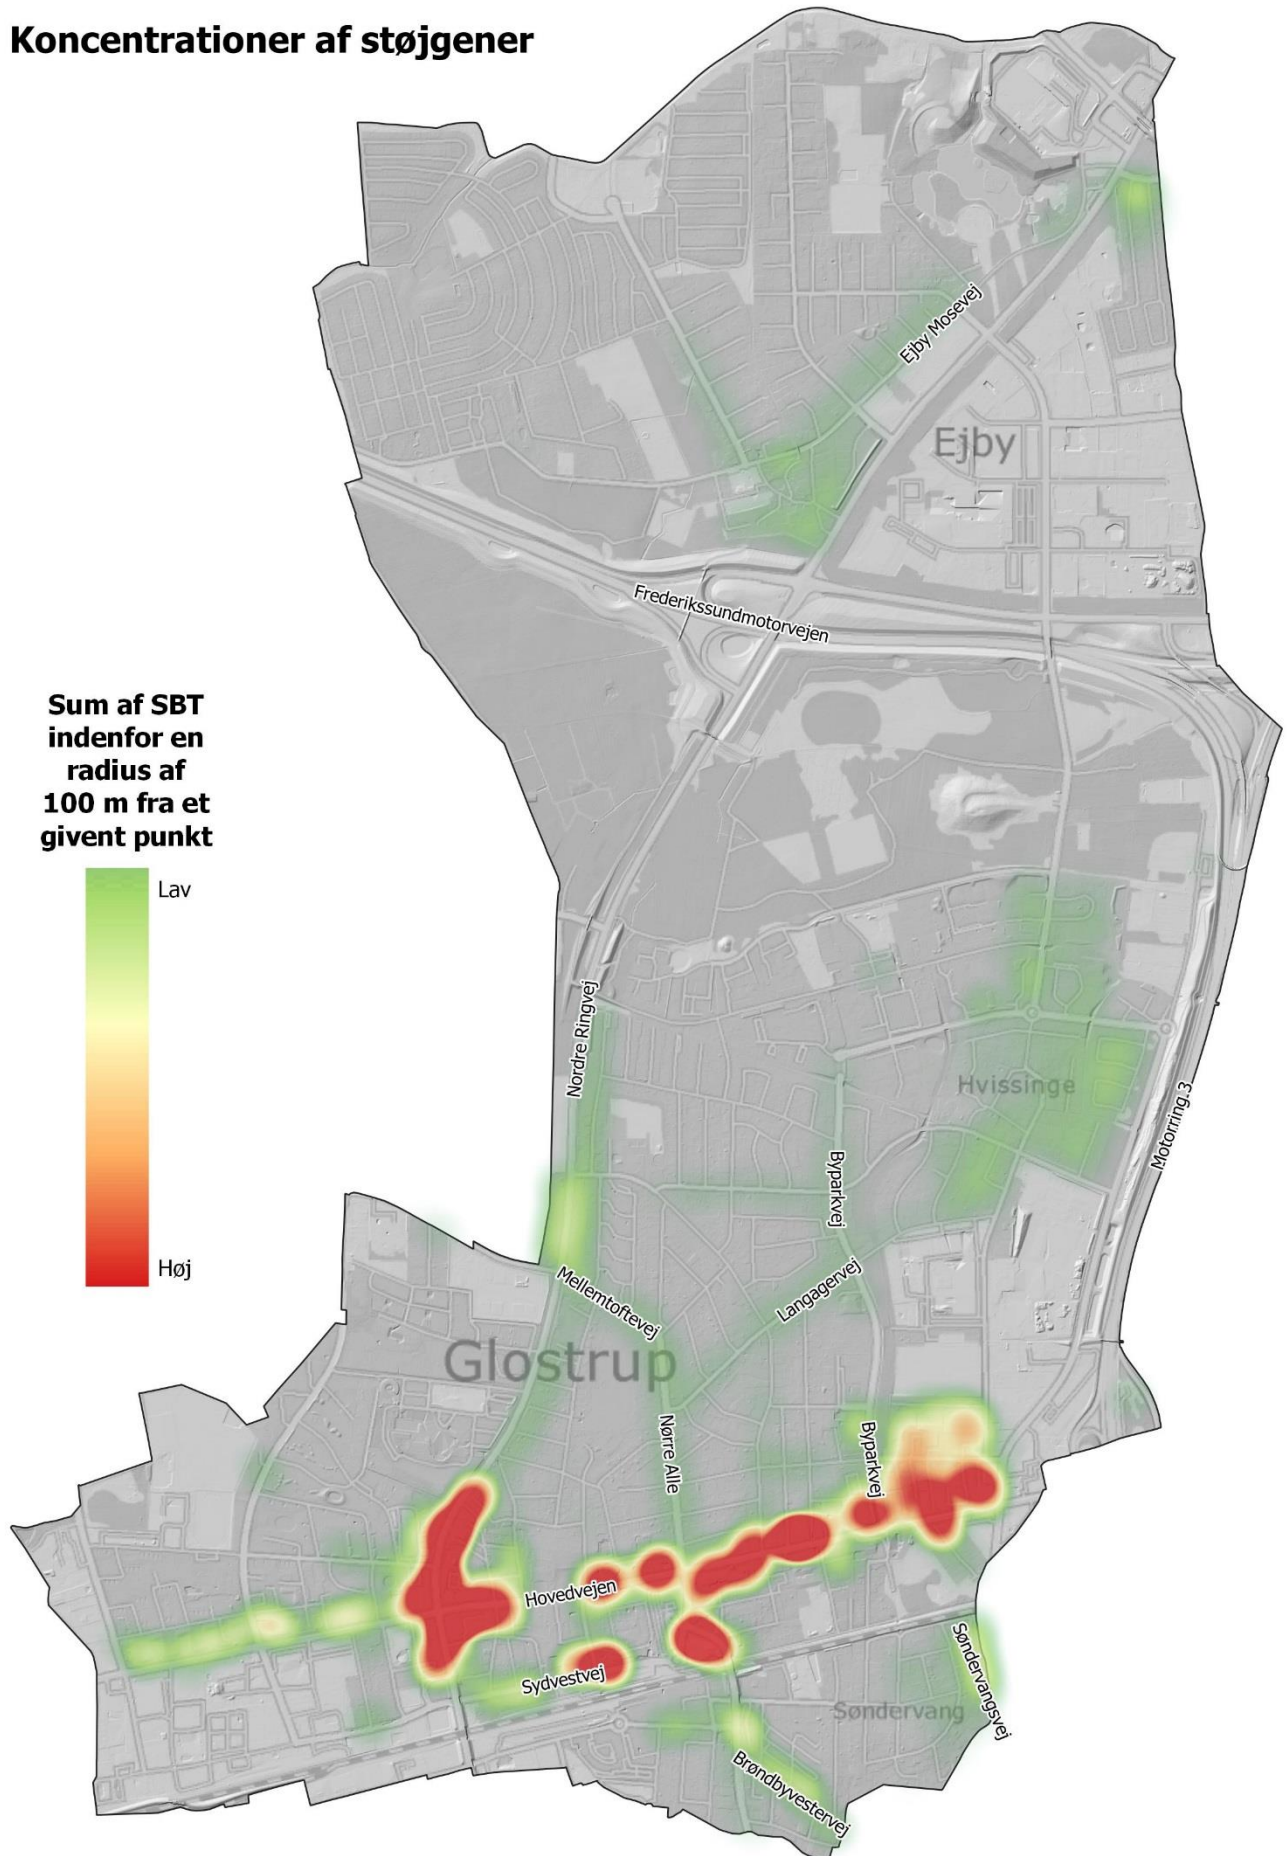 Koncentrationer af støjgener
Ejby Mosevej
Ejby
Frederikssundmotorvejen
Sum af SBT
indenfor en
radius af
100 m fra et
givent punkt
Lav
Høj
Nordre Ringvej
Hvissinge
Motorring 3
Byparkvej
Mellemtoftevej
Langagervej
Glostrup
Nørre Alle
Byparkvej
Hovedvejen
Sydvestvej
Søndervangsvej
Søndervang
Brøndbyvestervej